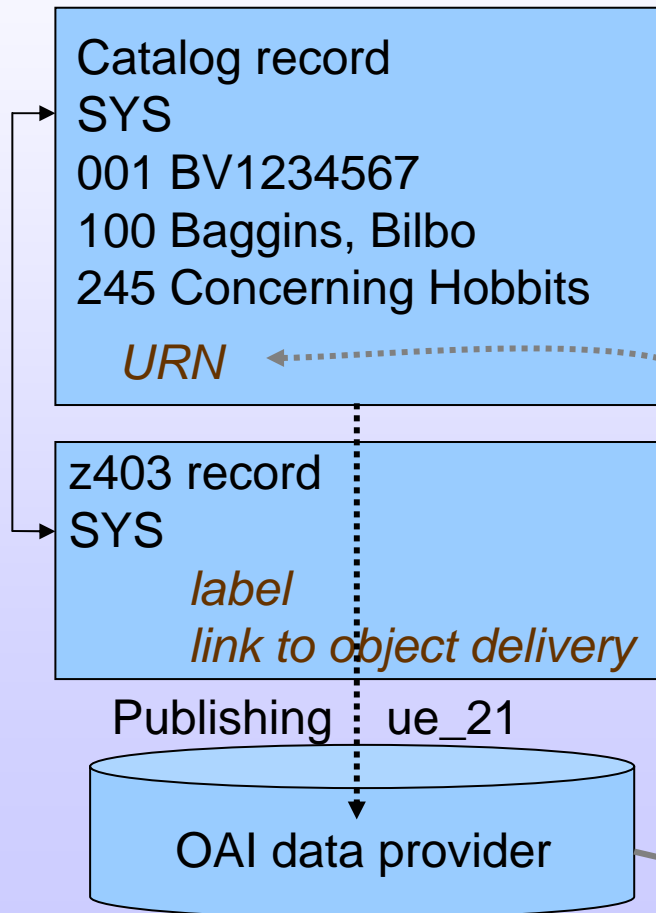 Catalog record
SYS
001 BV1234567
100 Baggins, Bilbo
245 Concerning Hobbits
URN
z403 record
SYS
label
link to object delivery
Publishing ue_21
OAI data provider